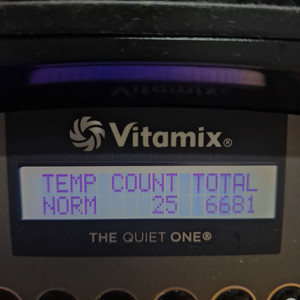 Vitamix®
TEMP COUNT TOTAL
NORM 25 6681
THE QUIET ONE®